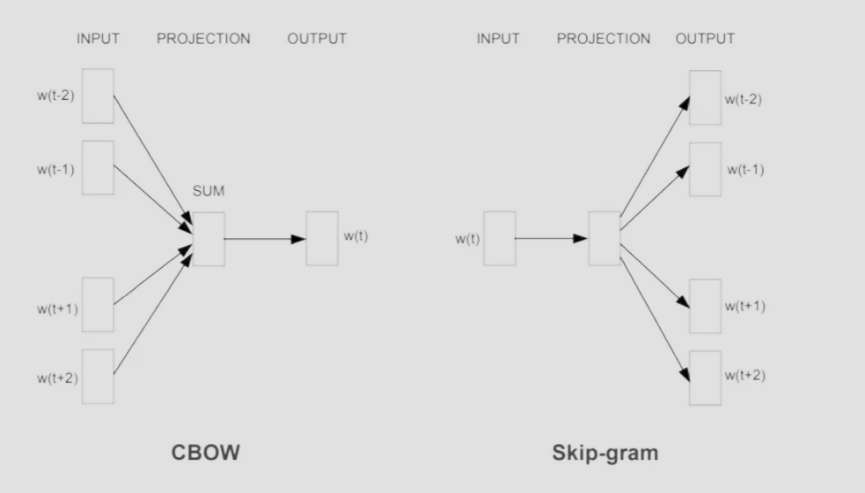 INPUT PROJECTION OUTPUT
w(t-2)
w(t-1)
SUM
w(t)
w(t+1)
w(t+2)
CBOW
INPUT PROJECTION OUTPUT
w(t-2)
w(t-1)
w(t)
w(t+1)
w(t+2)
Skip-gram